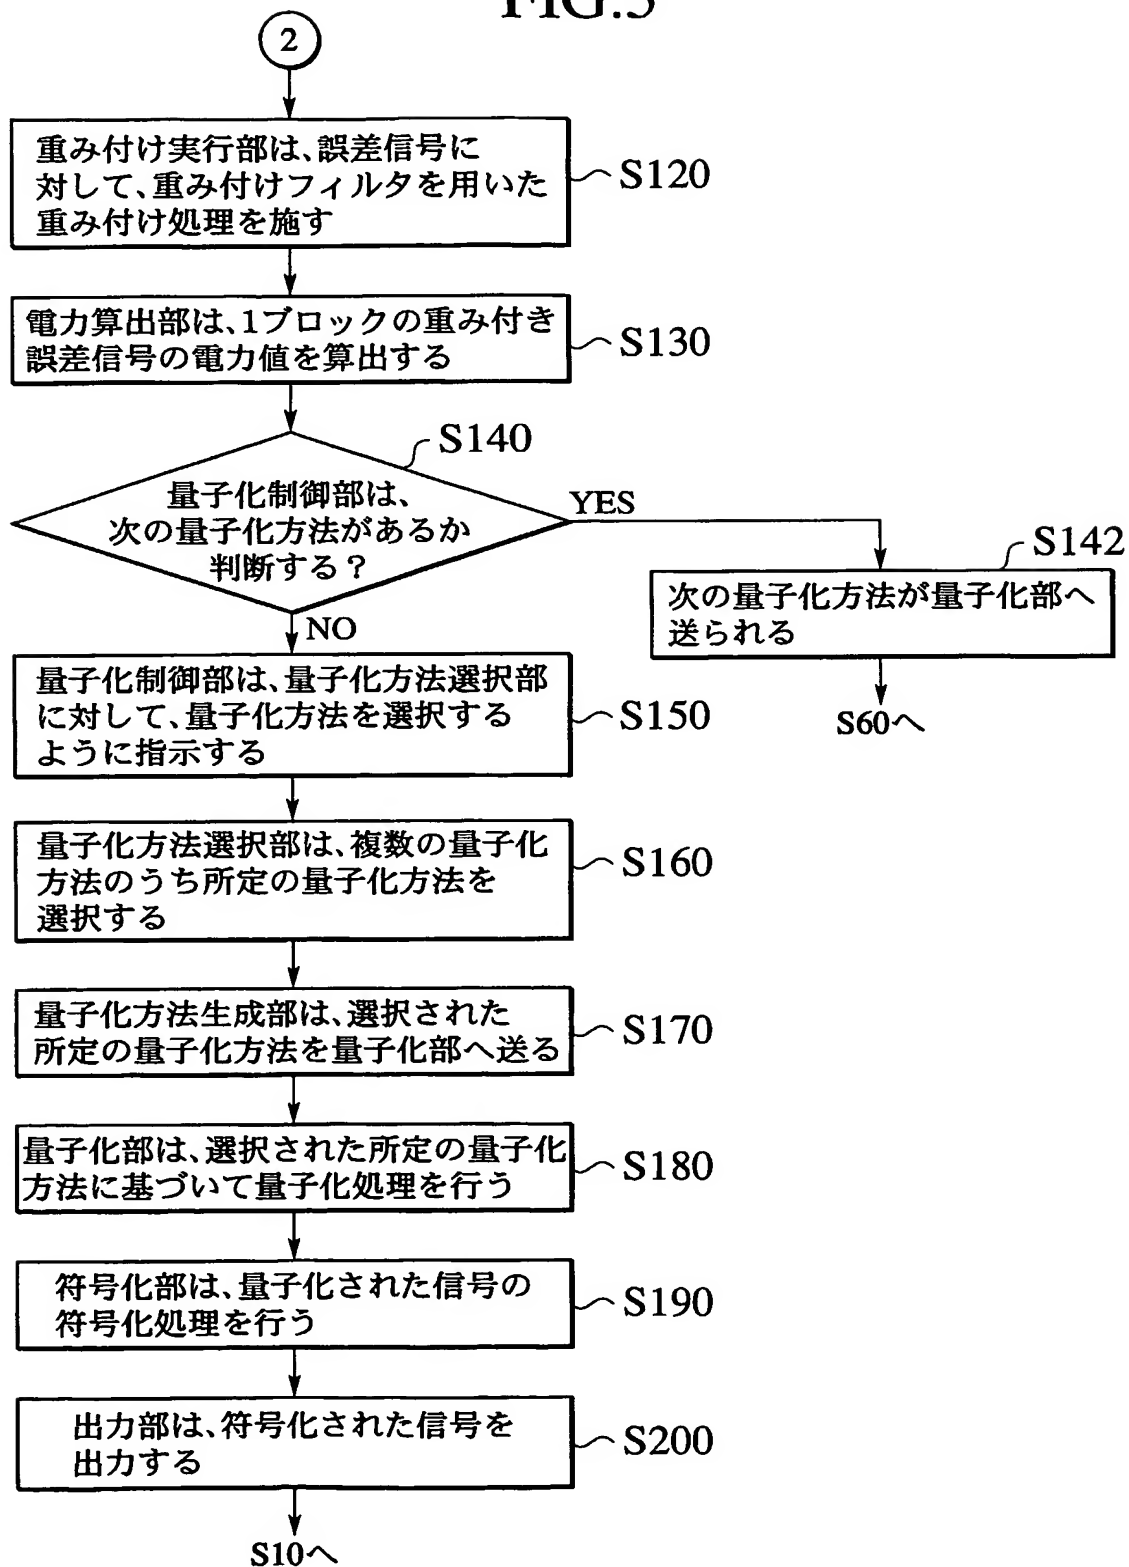 FIG.5
2
重み付け実行部は、誤差信号に
対して、重み付けフィルタを用いた
重み付け処理を施す
S120
電力算出部は、1ブロックの重み付き
誤差信号の電力値を算出する
S130
S140
量子化制御部は、
次の量子化方法があるか
判断する？
YES
S142
次の量子化方法が量子化部へ
送られる
S60へ
NO
量子化制御部は、量子化方法選択部
に対して、量子化方法を選択する
ように指示する
S150
量子化方法選択部は、複数の量子化
方法のうち所定の量子化方法を
選択する
S160
量子化方法生成部は、選択された
所定の量子化方法を量子化部へ送る
S170
量子化部は、選択された所定の量子化
方法に基づいて量子化処理を行う
S180
符号化部は、量子化された信号の
符号化処理を行う
S190
出力部は、符号化された信号を
出力する
S200
S10へ